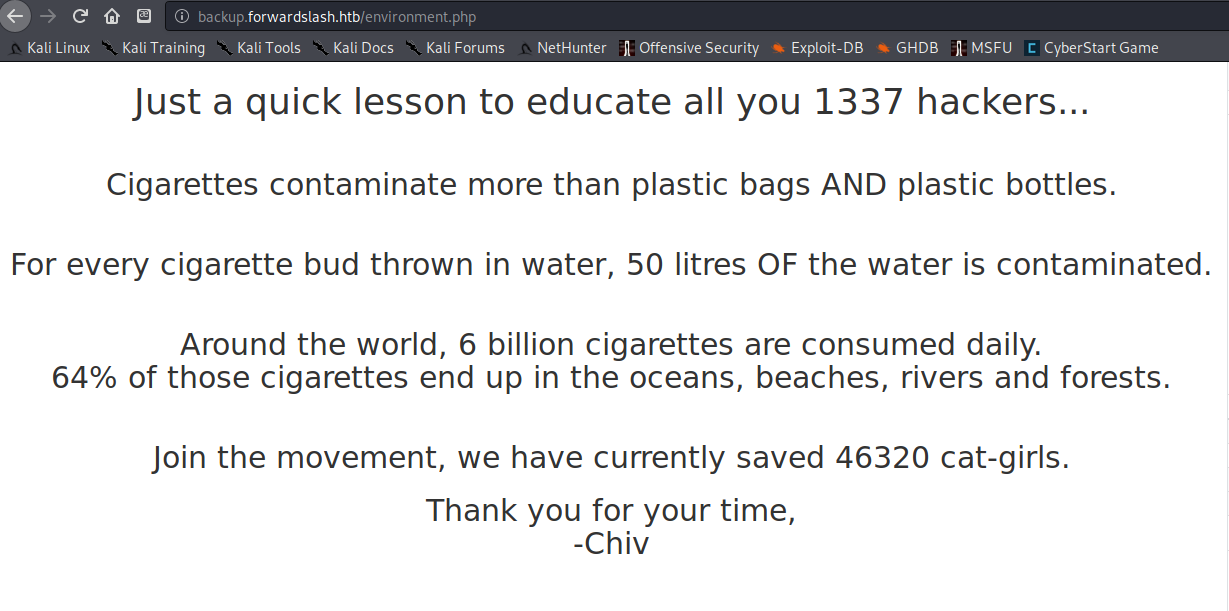 backup.forwardslash.htb/environment.php
Kali Linux Kali Training Kali Tools Kali Docs Kali Forums NetHunter Offensive Security Exploit-DB GHDB MSFU CyberStart Game
Just a quick lesson to educate all you 1337 hackers...
Cigarettes contaminate more than plastic bags AND plastic bottles.
For every cigarette bud thrown in water, 50 litres OF the water is contaminated.
Around the world, 6 billion cigarettes are consumed daily.
64% of those cigarettes end up in the oceans, beaches, rivers and forests.
Join the movement, we have currently saved 46320 cat-girls.
Thank you for your time,
-Chiv